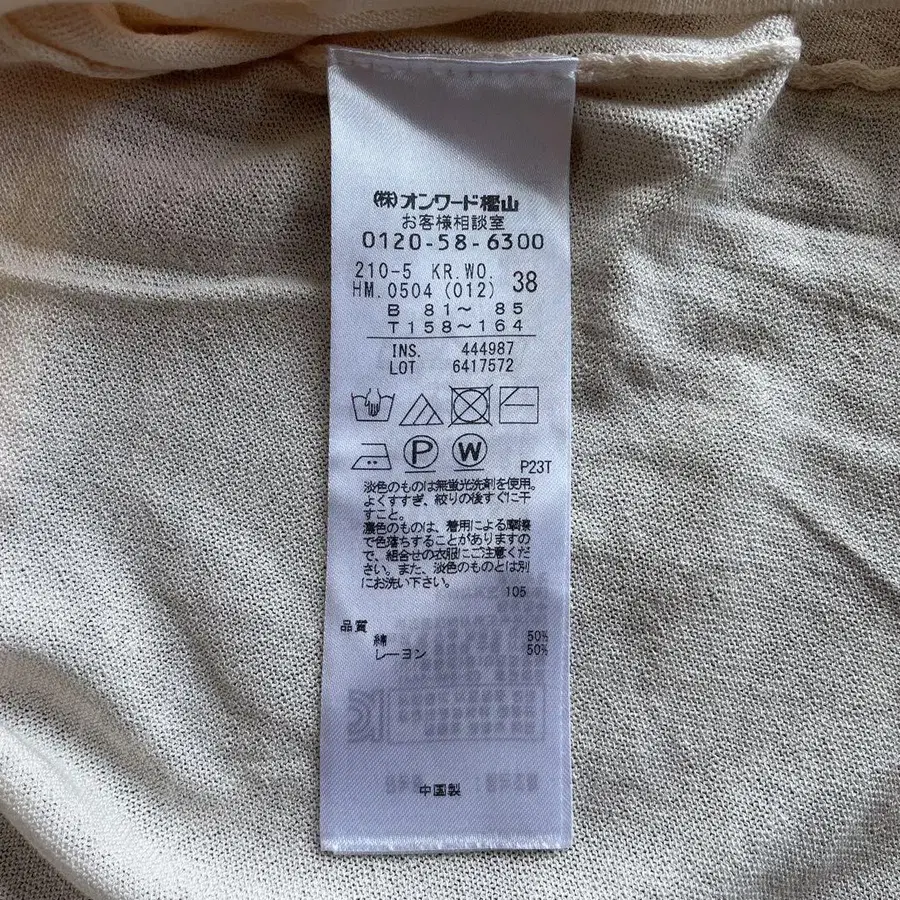 ㈱オンワード樫山
お客様相談室
0120-58-6300
210-5 KR.WO. 38
HM.0504 (012)
B 81～ 85
T158～164
INS. 444987
LOT 6417572
P W
P23T
淡色のものは無蛍光洗剤を使用。
よくすすぎ、絞りの後すぐに干
すこと。
濃色のものは、着用による摩擦
で色落ちすることがありますの
で、組合せの衣服にご注意くだ
さい。また、淡色のものとは別
にお洗い下さい。
105
品質
綿 50%
レーヨン 50%
中国製